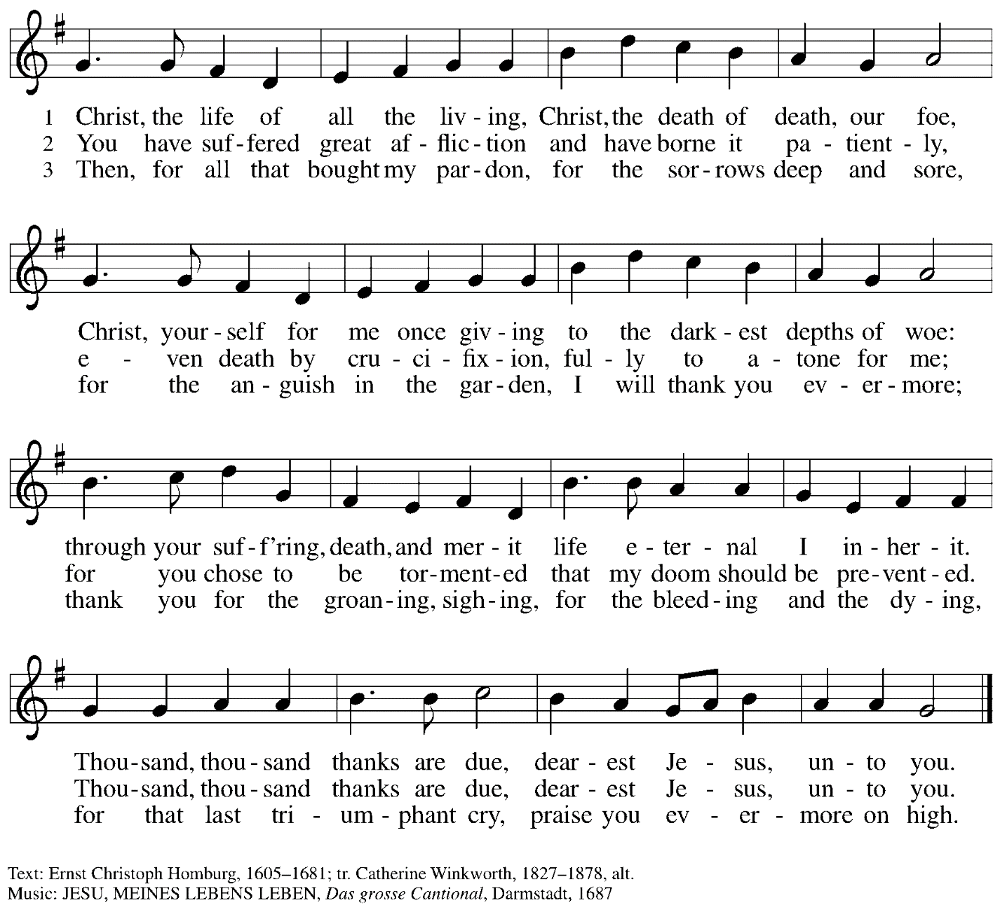 1 Christ, the life of all the liv - ing, Christ, the death of death, our foe,
2 You have suf - fered great af - flic - tion and have borne it pa - tient - ly,
3 Then, for all that bought my par - don, for the sor - rows deep and sore,
Christ, your - self for me once giv - ing to the dark - est depths of woe:
e - ven death by cru - ci - fix - ion, ful - ly to a - tone for me;
for the an - guish in the gar - den, I will thank you ev - er - more;
through your suf - f'ring, death, and mer - it life e - ter - nal I in - her - it.
for you chose to be tor - ment - ed that my doom should be pre - vent - ed.
thank you for the groan - ing, sigh - ing, for the bleed - ing and the dy - ing,
Thou - sand, thou - sand thanks are due, dear - est Je - sus, un - to you.
Thou - sand, thou - sand thanks are due, dear - est Je - sus, un - to you.
for that last tri - um - phant cry, praise you ev - er - more on high.
Text: Ernst Christoph Homburg, 1605–1681; tr. Catherine Winkworth, 1827–1878, alt.
Music: JESU, MEINES LEBENS LEBEN, Das grosse Cantional, Darmstadt, 1687